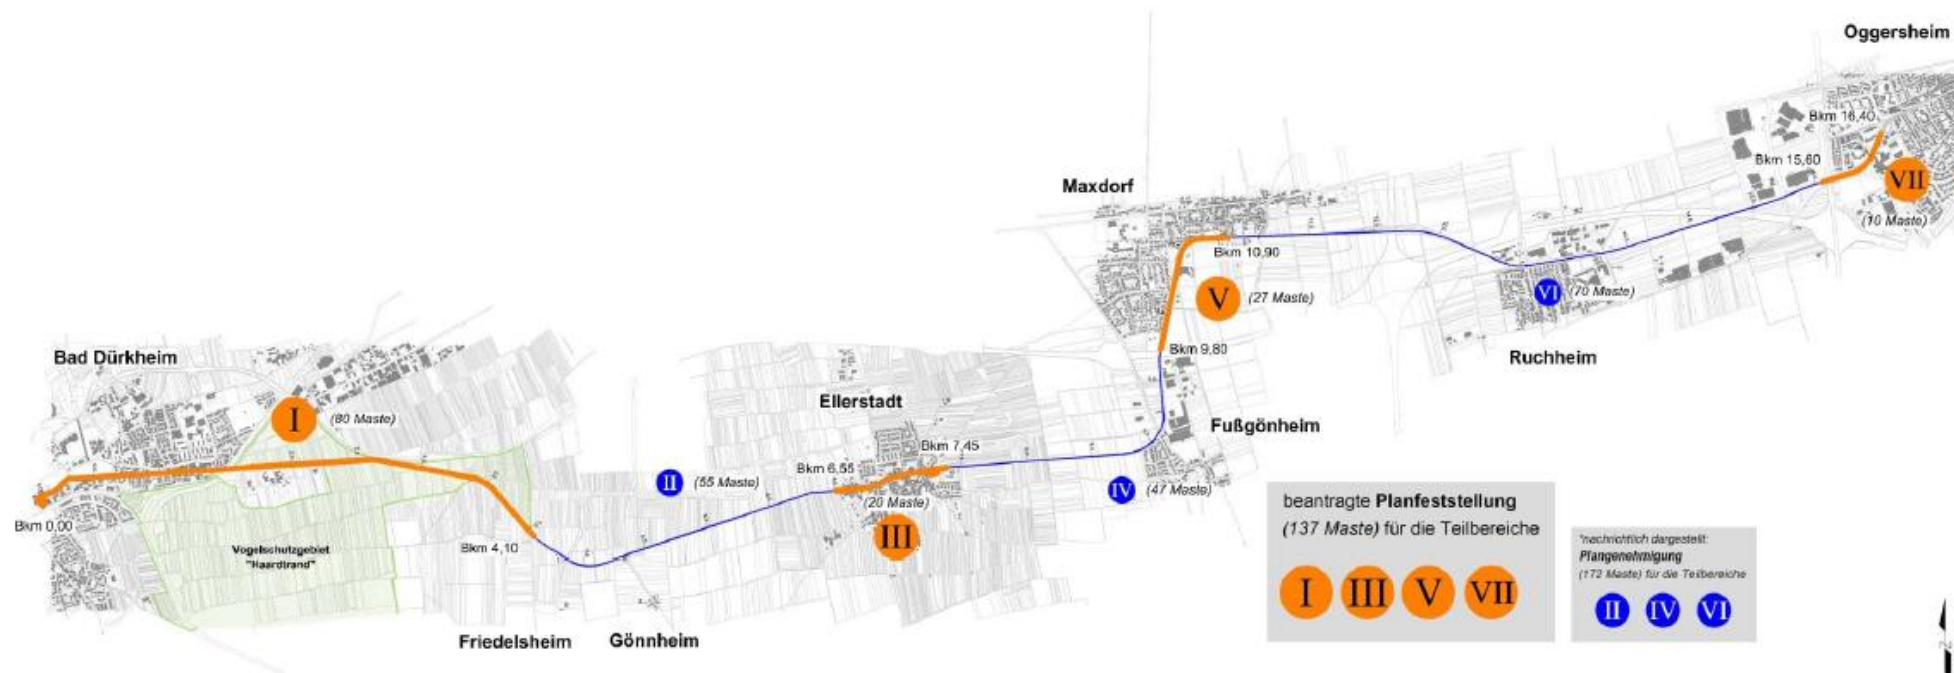 Oggersheim
Bkm 16,40
Bkm 15,60
VII
(10 Maste)
Maxdorf
Bkm 10,90
V
(27 Maste)
VI
(70 Maste)
Bkm 9,80
Ruchheim
Bad Dürkheim
I
(80 Maste)
Ellerstadt
Fußgönheim
Bkm 7,45
Bkm 6,55
II
(55 Maste)
IV
(47 Maste)
(20 Maste)
III
Bkm 0,00
Bkm 4,10
Vogelschutzgebiet
"Haardtrand"
Friedelsheim
Gönnheim
beantragte Planfeststellung
(137 Maste) für die Teilbereiche
I III V VII
*nachrichtlich dargestellt:
Plangenehmigung
(172 Maste) für die Teilbereiche
II IV VI
N